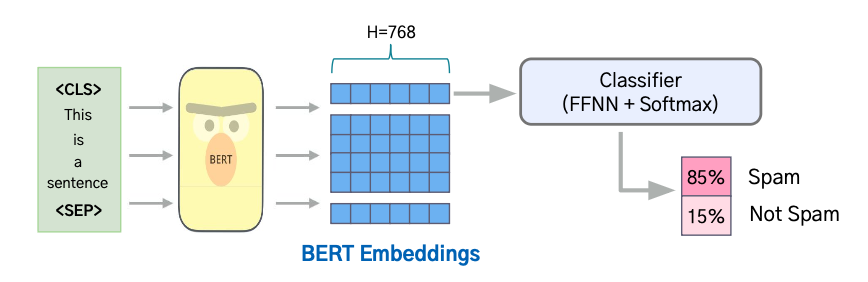 H=768
<CLS>
This
is
a
sentence
<SEP>
BERT
BERT Embeddings
Classifier
(FFNN + Softmax)
85% Spam
15% Not Spam